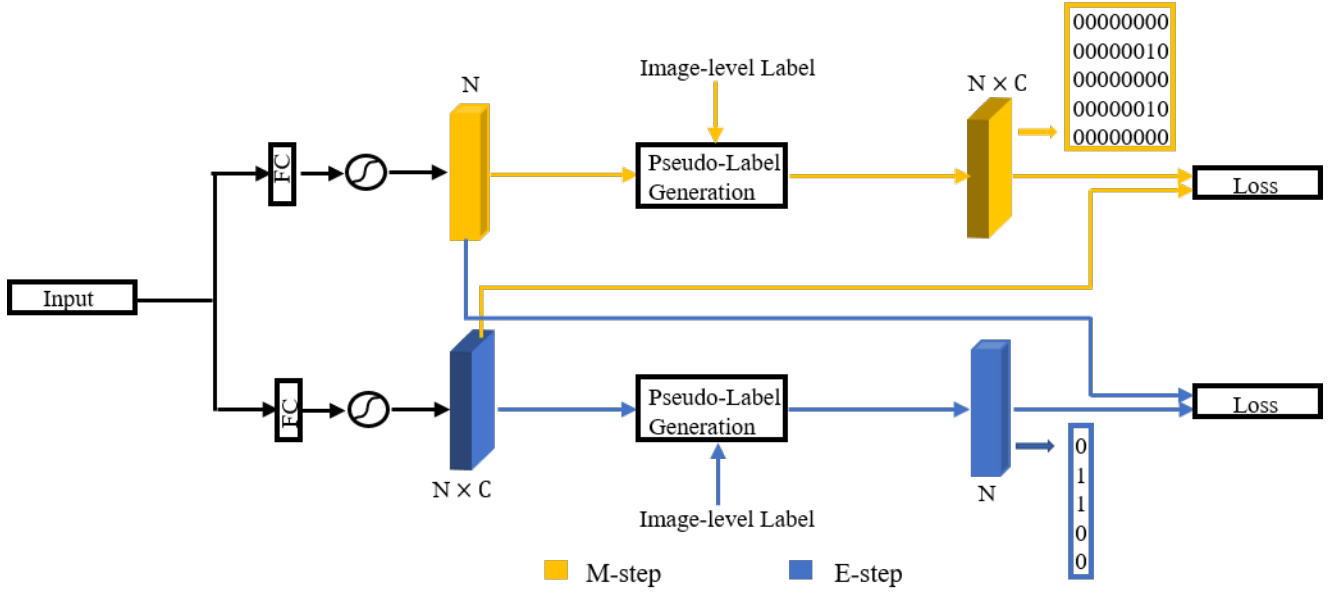 00000000
00000010
00000000
00000010
00000000
Image-level Label
N
N × C
FC
Pseudo-Label
Generation
Loss
Input
FC
Pseudo-Label
Generation
Loss
N × C
N
0
1
1
0
0
Image-level Label
M-step
E-step